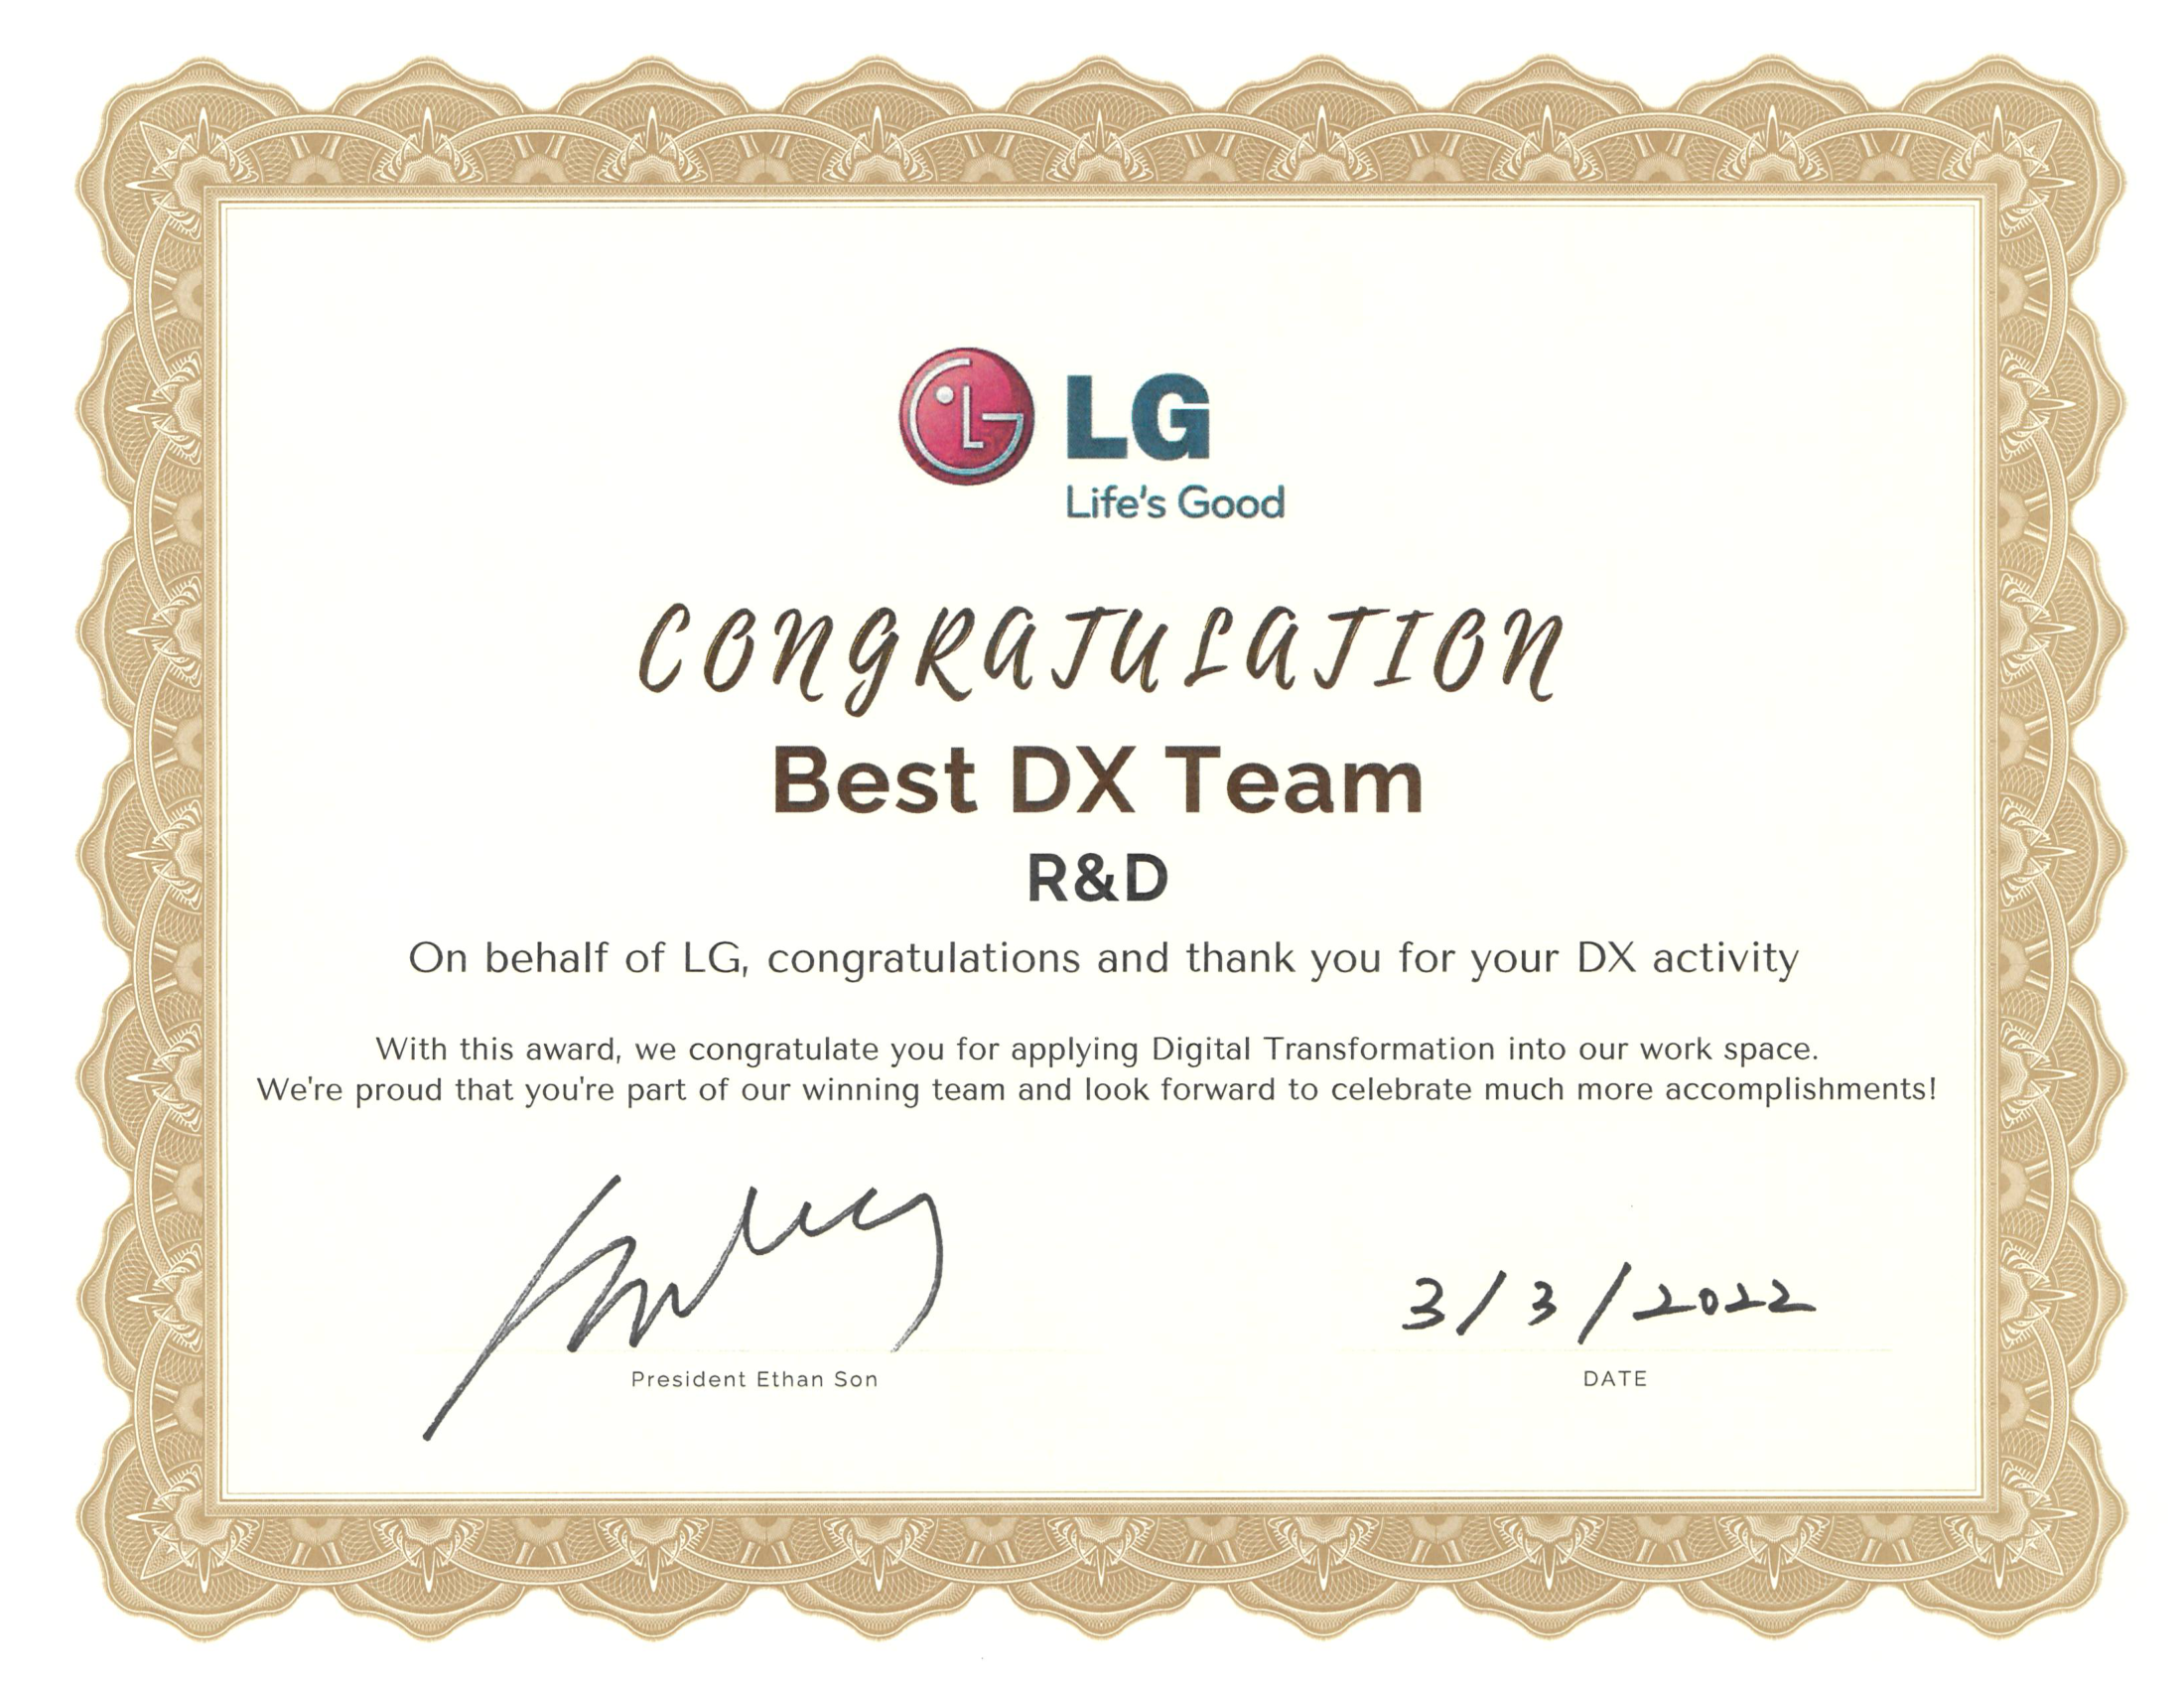 LG
LG
Life's Good
CONGRATULATION
Best DX Team
R&D
On behalf of LG, congratulations and thank you for your DX activity
With this award, we congratulate you for applying Digital Transformation into our work space.
We're proud that you're part of our winning team and look forward to celebrate much more accomplishments!
3/3/2022
President Ethan Son
DATE